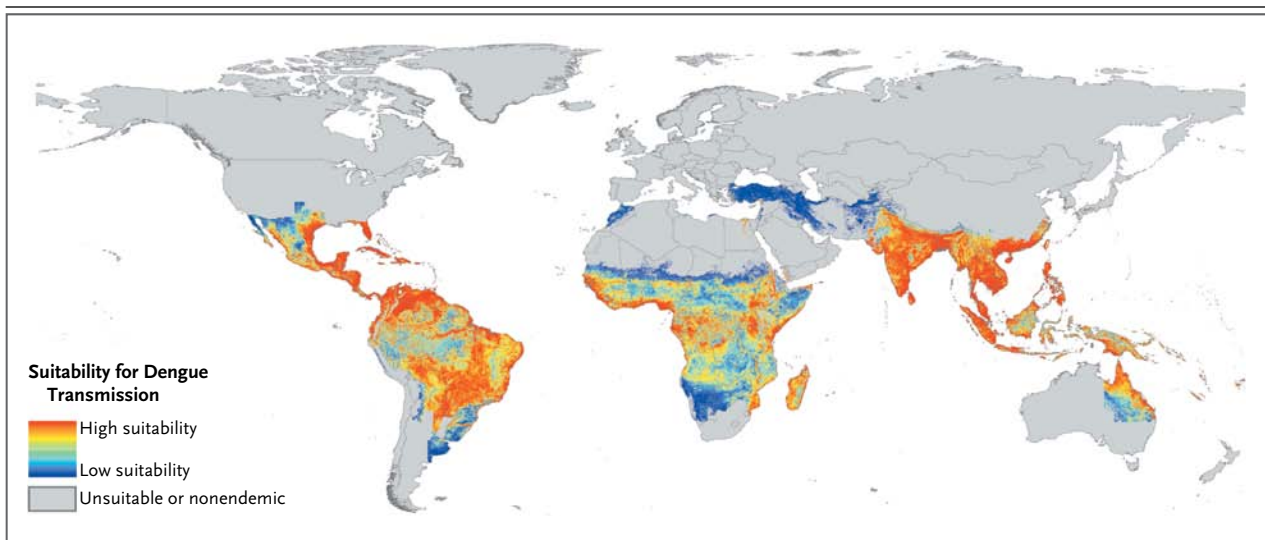 Suitability for Dengue
Transmission
High suitability
Low suitability
Unsuitable or nonendemic